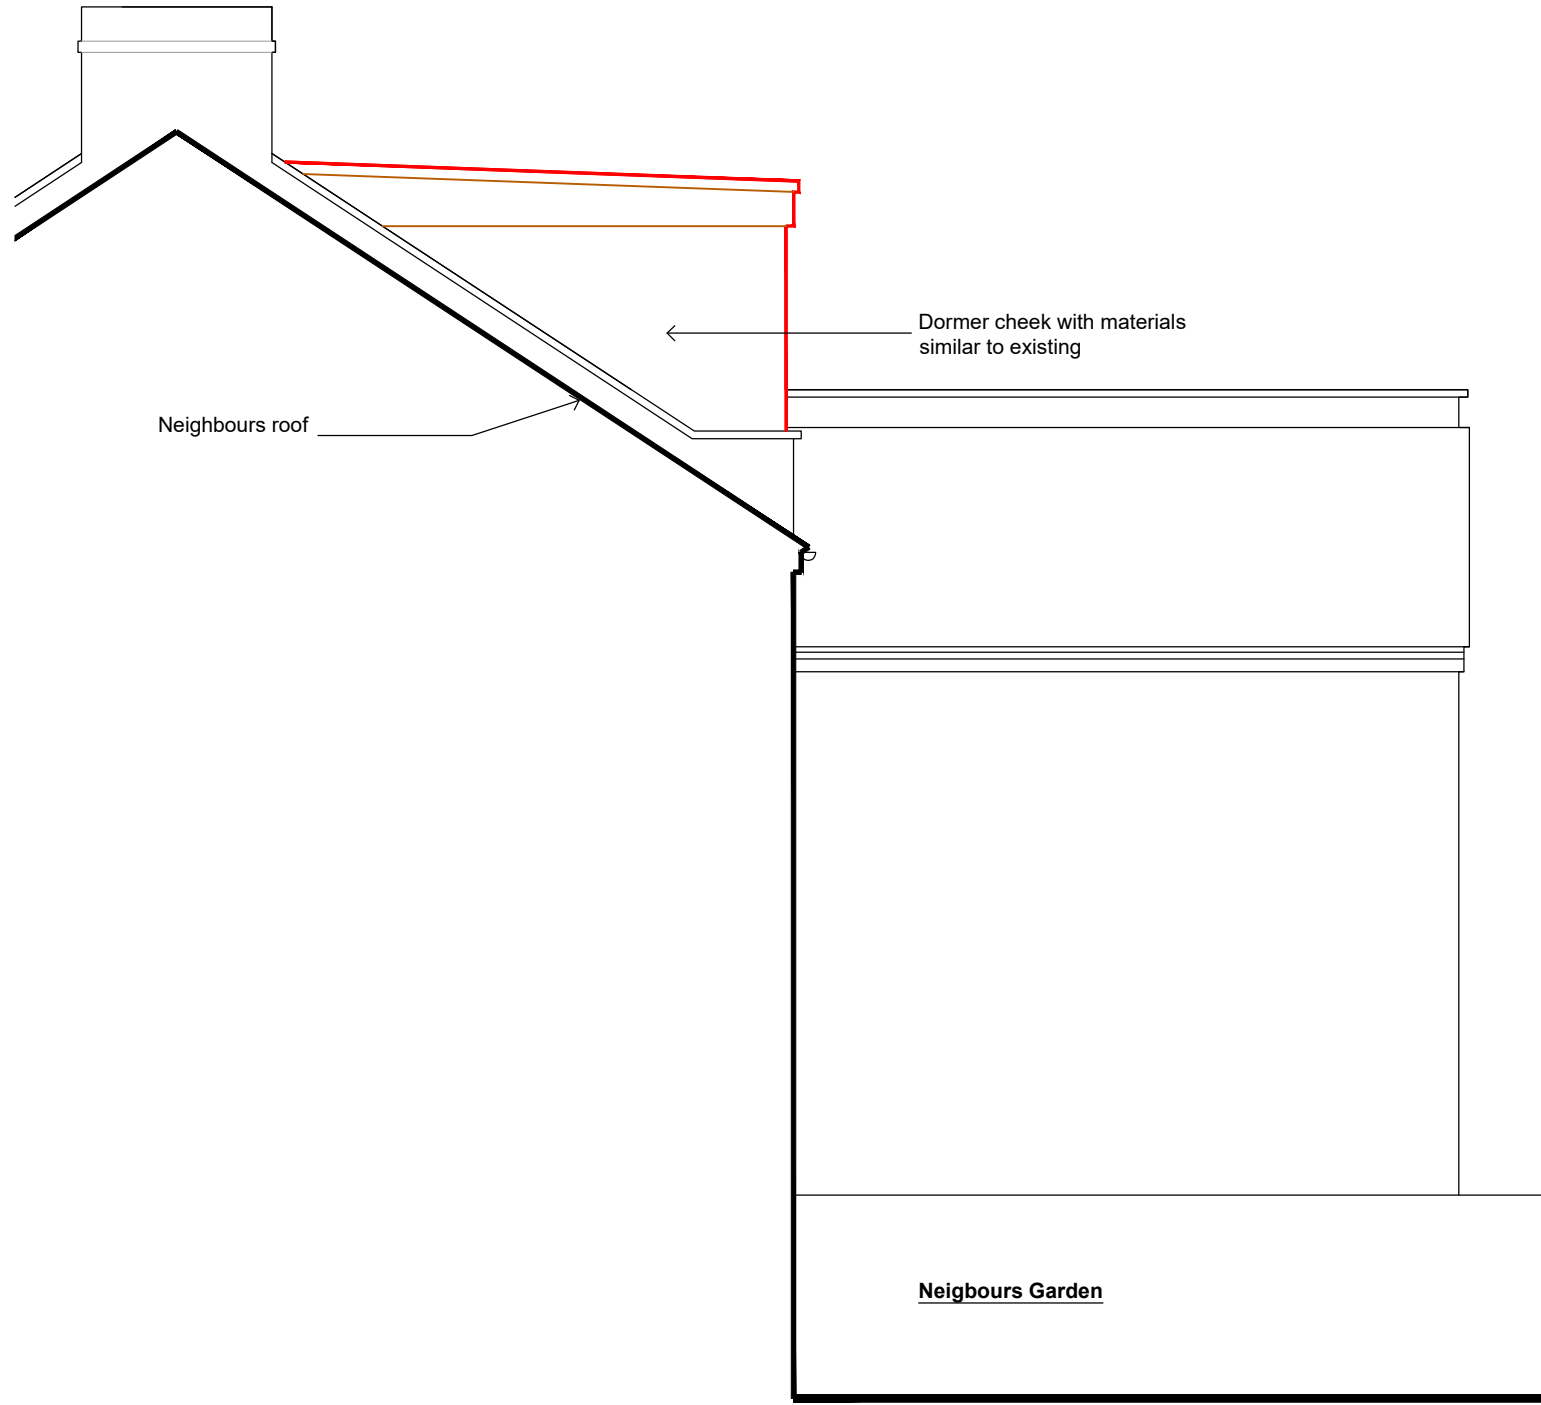 Dormer cheek with materials
similar to existing
Neighbours roof
Neigbours Garden